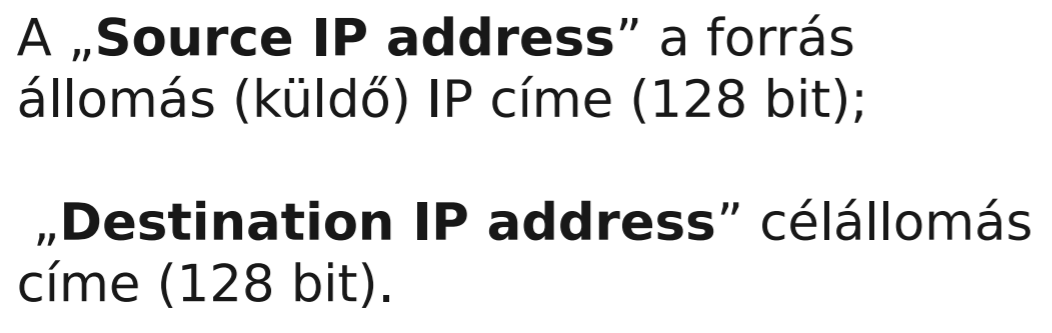 A „Source IP address” a forrás
állomás (küldő) IP címe (128 bit);
„Destination IP address” célállomás
címe (128 bit).